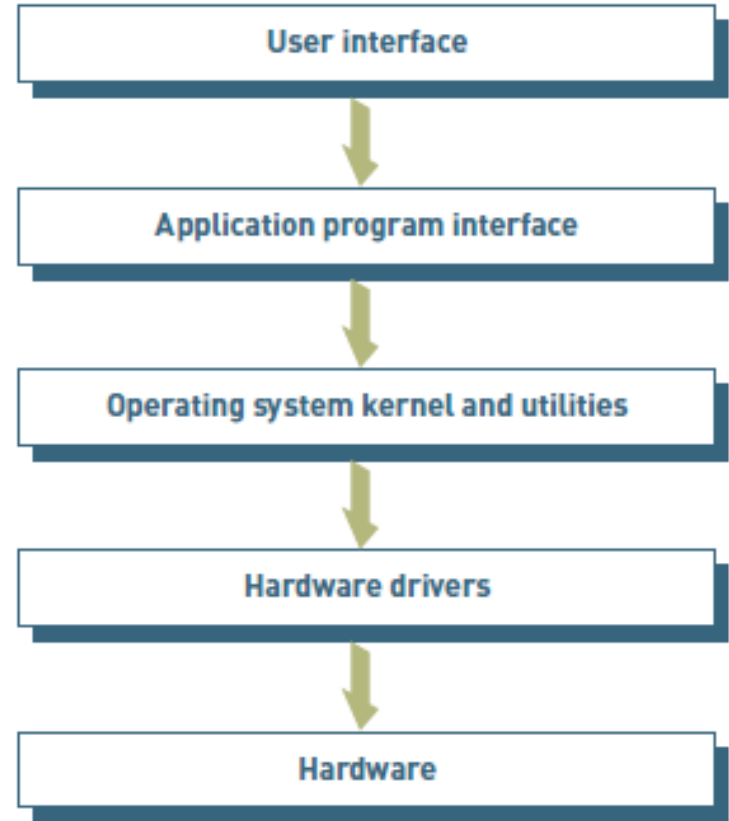 User interface
Application program interface
Operating system kernel and utilities
Hardware drivers
Hardware